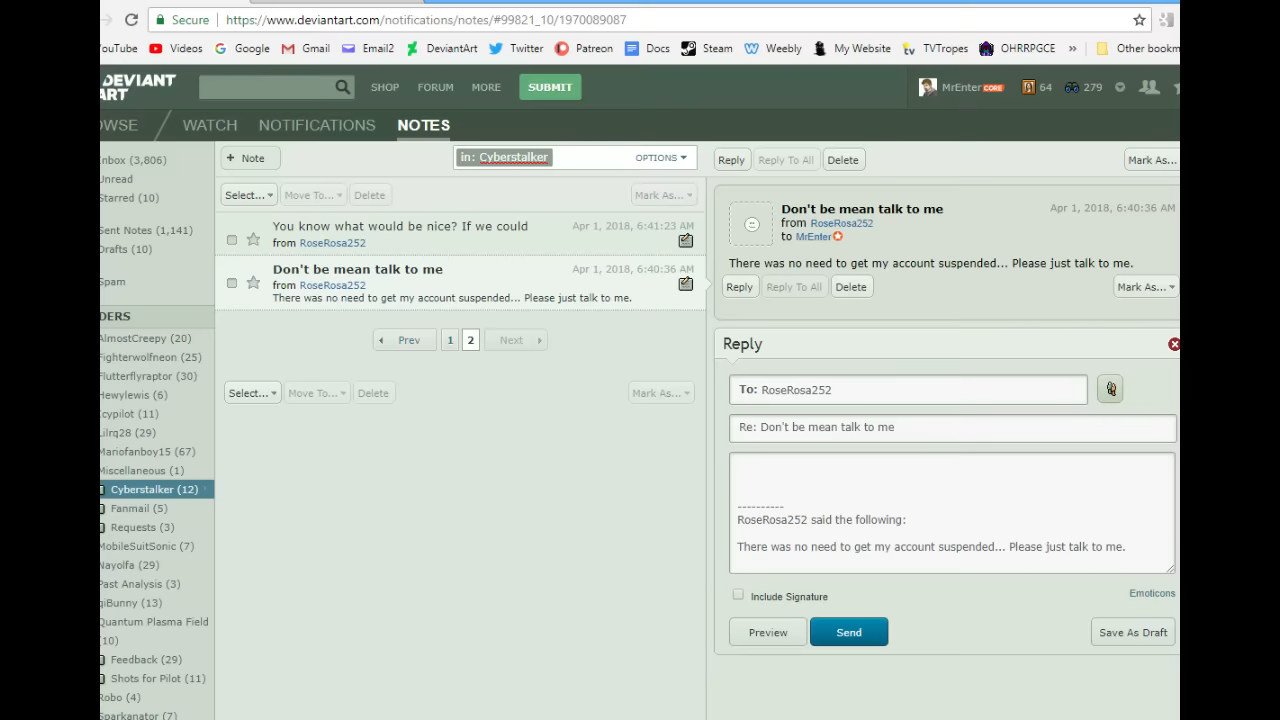 Secure https://www.deviantart.com/notifications/notes/#99821_10/1970089087
YouTube Videos Google Gmail Email2 DeviantArt Twitter Patreon Docs Steam Weebly My Website TVTropes OHRRPGCE » Other bookm
DEVIANT
ART
SHOP FORUM MORE SUBMIT MrEnter CORE 64 279
OWSE WATCH NOTIFICATIONS NOTES
Inbox (3,806)
Unread
Starred (10)
Sent Notes (1,141)
Drafts (10)
Spam
DERS
AlmostCreepy (20)
Fighterwolfneon (25)
Flutterflyraptor (30)
Hewylewis (6)
Icypilot (11)
Lilrq28 (29)
Mariofanboy15 (67)
Miscellaneous (1)
Cyberstalker (12)
Fanmail (5)
Requests (3)
MobileSuitSonic (7)
Nayolfa (29)
Past Analysis (3)
qiBunny (13)
Quantum Plasma Field
(10)
Feedback (29)
Shots for Pilot (11)
Robo (4)
Sparkanator (7)
+ Note in: Cyberstalker OPTIONS
Select... Move To... Delete Mark As...
You know what would be nice? If we could Apr 1, 2018, 6:41:23 AM
from RoseRosa252
Don't be mean talk to me Apr 1, 2018, 6:40:36 AM
from RoseRosa252
There was no need to get my account suspended... Please just talk to me.
Prev 1 2 Next
Select... Move To... Delete Mark As...
Reply Reply To All Delete Mark As...
Don't be mean talk to me Apr 1, 2018, 6:40:36 AM
from RoseRosa252
to MrEnter
There was no need to get my account suspended... Please just talk to me.
Reply Reply To All Delete Mark As...
Reply
To: RoseRosa252
Re: Don't be mean talk to me
----------
RoseRosa252 said the following:
There was no need to get my account suspended... Please just talk to me.
Include Signature Emoticons
Preview Send Save As Draft